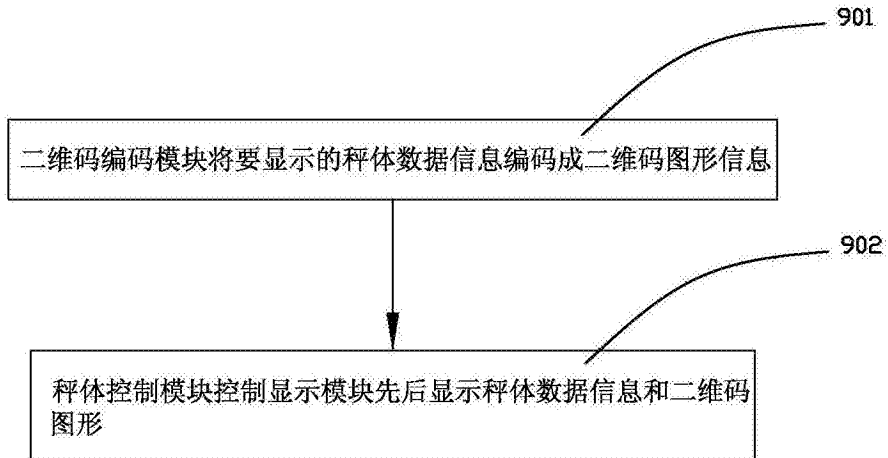 901
二维码编码模块将要显示的秤体数据信息编码成二维码图形信息
902
秤体控制模块控制显示模块先后显示秤体数据信息和二维码
图形